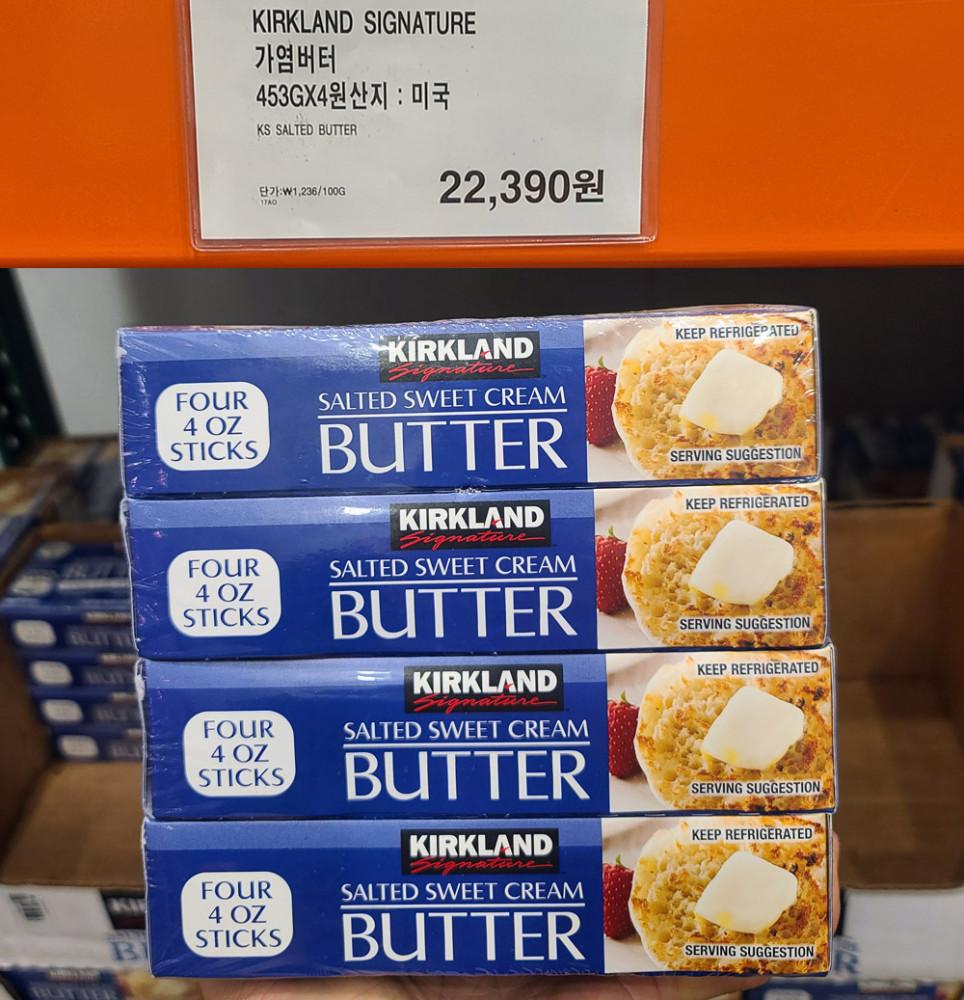 KIRKLAND SIGNATURE
가염버터
453GX4원산지 : 미국
KS SALTED BUTTER
단가:₩1,236/100G
17AO
22,390원
KIRKLAND
Signature
SALTED SWEET CREAM
BUTTER
FOUR
4 OZ
STICKS
KEEP REFRIGERATED
SERVING SUGGESTION
KIRKLAND
Signature
SALTED SWEET CREAM
BUTTER
FOUR
4 OZ
STICKS
KEEP REFRIGERATED
SERVING SUGGESTION
KIRKLAND
Signature
SALTED SWEET CREAM
BUTTER
FOUR
4 OZ
STICKS
KEEP REFRIGERATED
SERVING SUGGESTION
KIRKLAND
Signature
SALTED SWEET CREAM
BUTTER
FOUR
4 OZ
STICKS
KEEP REFRIGERATED
SERVING SUGGESTION
KIRKLAND
BUTTER